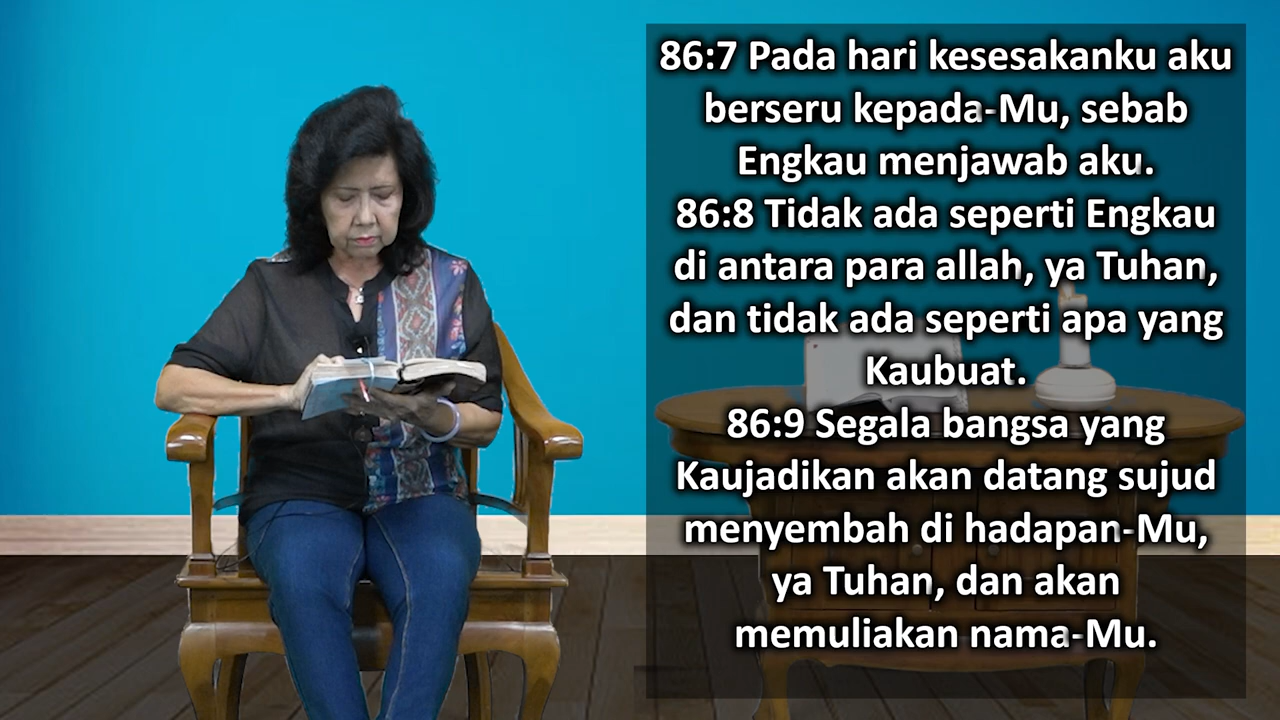 86:7 Pada hari kesesakanku aku
berseru kepada-Mu, sebab
Engkau menjawab aku.
86:8 Tidak ada seperti Engkau
di antara para allah, ya Tuhan,
dan tidak ada seperti apa yang
Kaubuat.
86:9 Segala bangsa yang
Kaujadikan akan datang sujud
menyembah di hadapan-Mu,
ya Tuhan, dan akan
memuliakan nama-Mu.